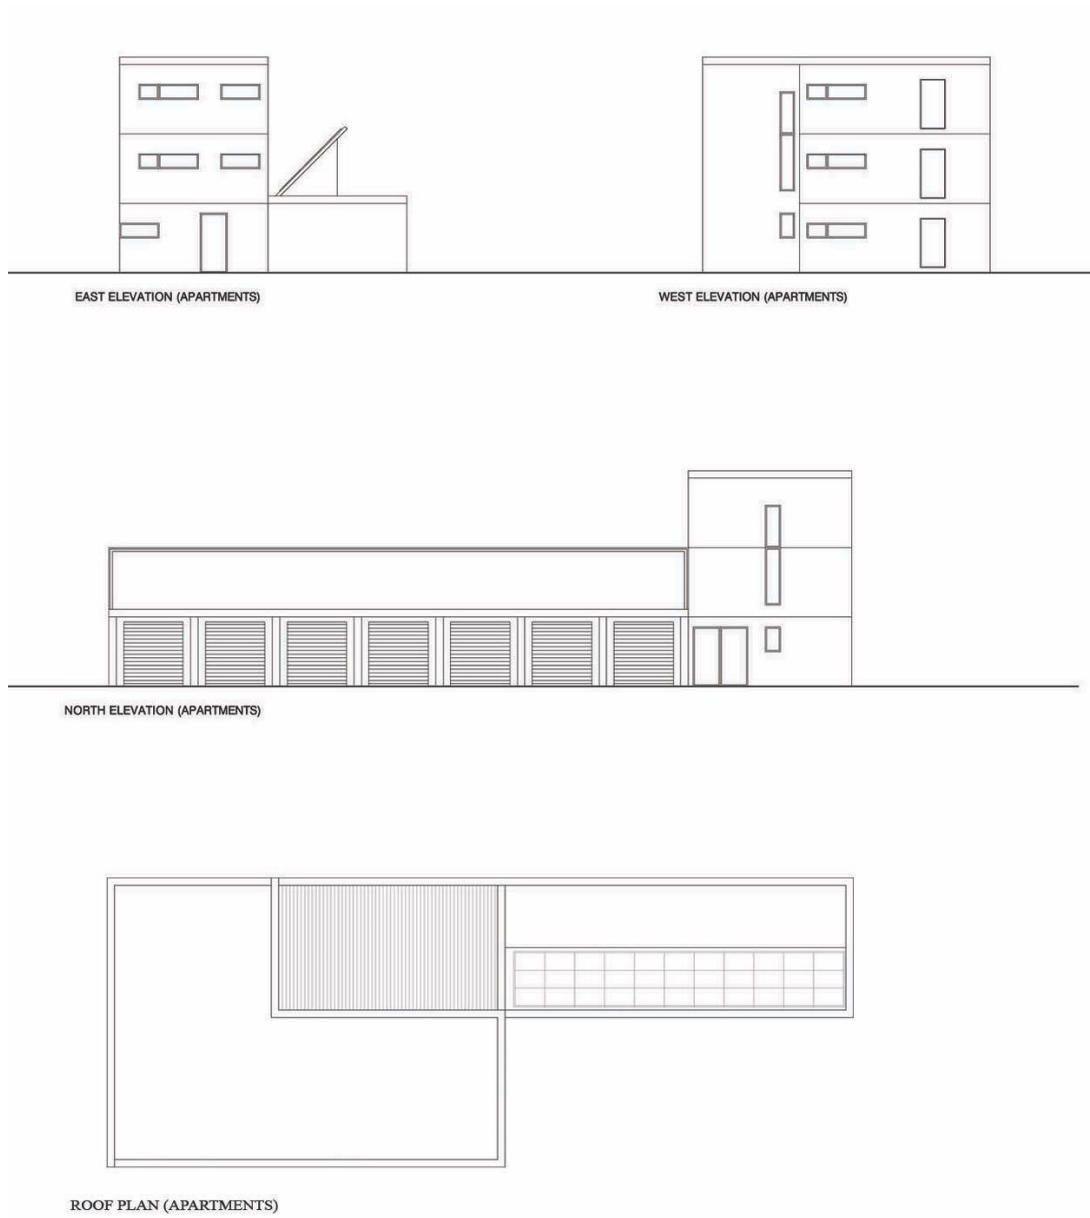 EAST ELEVATION (APARTMENTS)
WEST ELEVATION (APARTMENTS)
NORTH ELEVATION (APARTMENTS)
ROOF PLAN (APARTMENTS)